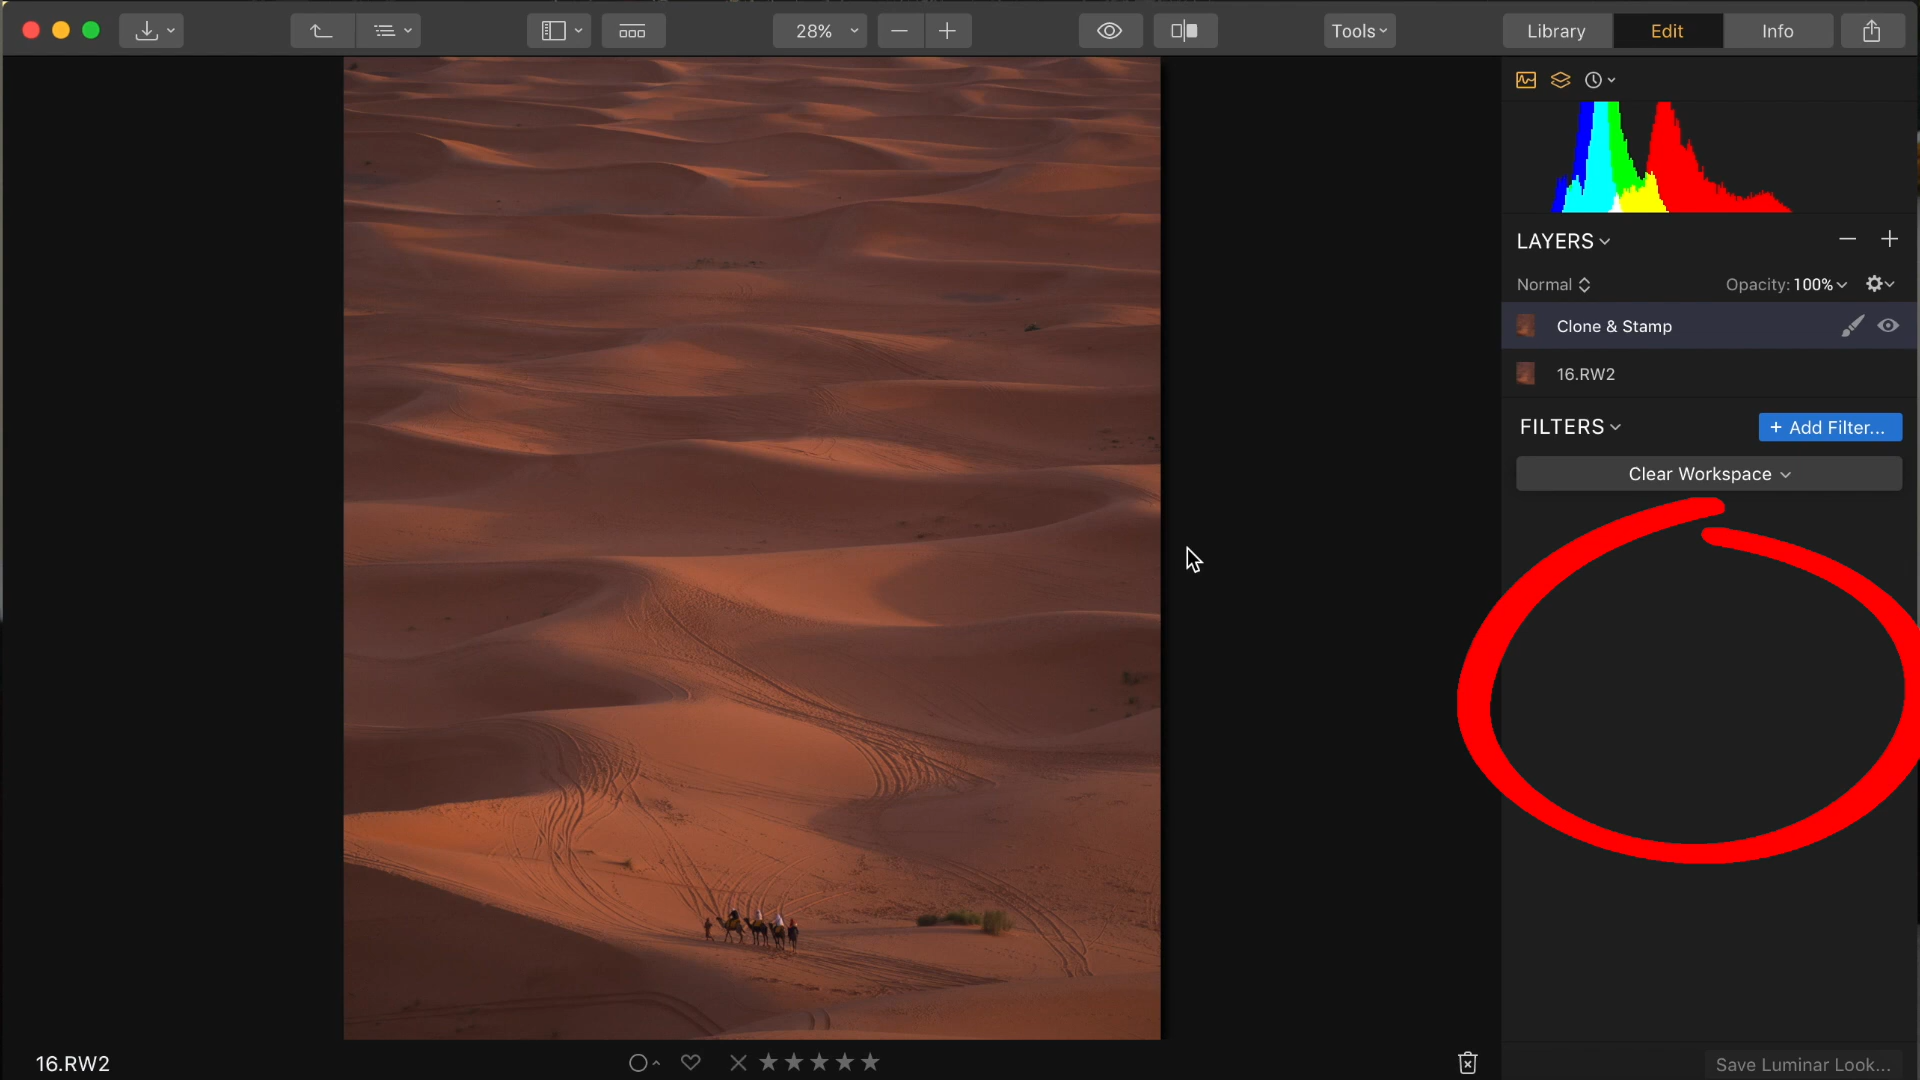 28%
Tools
Library
Edit
Info
LAYERS
Normal
Opacity: 100%
Clone & Stamp
16.RW2
FILTERS
+ Add Filter...
Clear Workspace
16.RW2
Save Luminar Look...